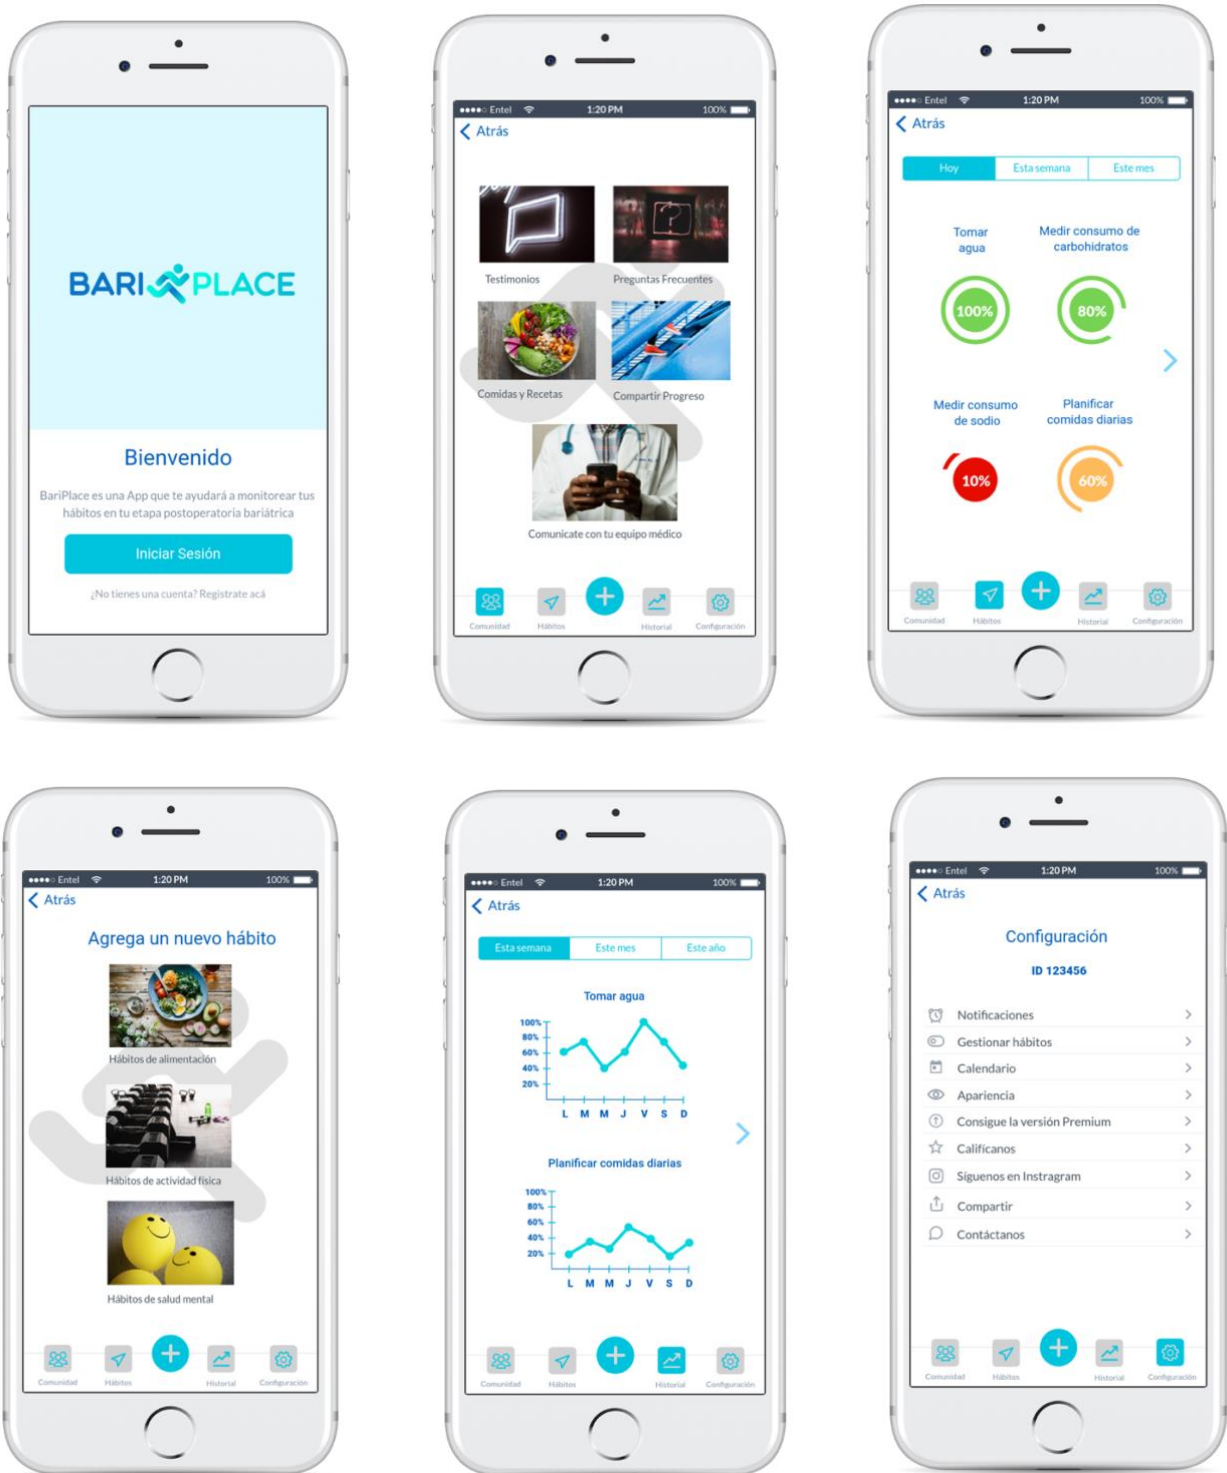 BARI PLACE
Bienvenido
BariPlace es una App que te ayudará a monitorear tus
hábitos en tu etapa postoperatoria bariátrica
Iniciar Sesión
¿No tienes una cuenta? Registrate acá
Entel 1:20 PM 100%
Atrás
Testimonios Preguntas Frecuentes
Comidas y Recetas Compartir Progreso
Comunicate con tu equipo médico
Comunidad Hábitos Historial Configuración
Entel 1:20 PM 100%
Atrás
Hoy Esta semana Este mes
Tomar
agua
Medir consumo de
carbohidratos
100% 80%
Medir consumo
de sodio
Planificar
comidas diarias
10% 60%
Comunidad Hábitos Historial Configuración
Entel 1:20 PM 100%
Atrás
Agrega un nuevo hábito
Hábitos de alimentación
Hábitos de actividad física
Hábitos de salud mental
Comunidad Hábitos Historial Configuración
Entel 1:20 PM 100%
Atrás
Esta semana Este mes Este año
Tomar agua
100%
80%
60%
40%
20%
L M M J V S D
Planificar comidas diarias
100%
80%
60%
40%
20%
L M M J V S D
Comunidad Hábitos Historial Configuración
Entel 1:20 PM 100%
Atrás
Configuración
ID 123456
Notificaciones
Gestionar hábitos
Calendario
Apariencia
Consigue la versión Premium
Califícanos
Síguenos en Instragram
Compartir
Contáctanos
Comunidad Hábitos Historial Configuración